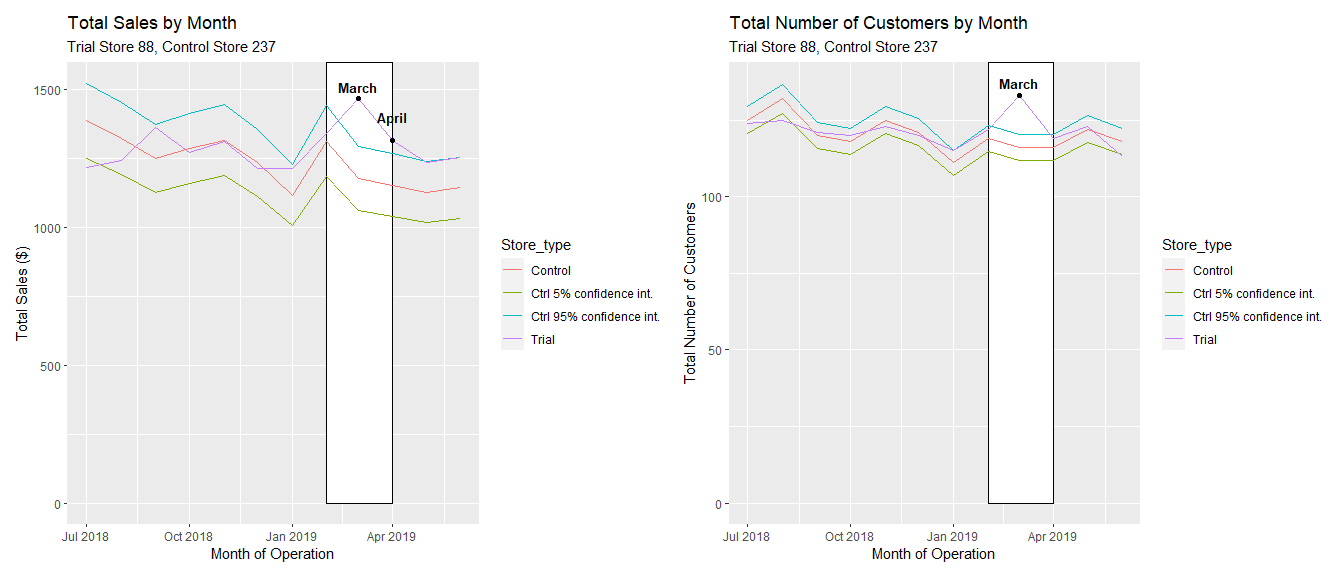 Total Sales by Month
Trial Store 88, Control Store 237
March
April
1500
1000
500
0
Total Sales ($)
Jul 2018
Oct 2018
Jan 2019
Apr 2019
Month of Operation
Store_type
Control
Ctrl 5% confidence int.
Ctrl 95% confidence int.
Trial
Total Number of Customers by Month
Trial Store 88, Control Store 237
March
100
50
0
Total Number of Customers
Jul 2018
Oct 2018
Jan 2019
Apr 2019
Month of Operation
Store_type
Control
Ctrl 5% confidence int.
Ctrl 95% confidence int.
Trial